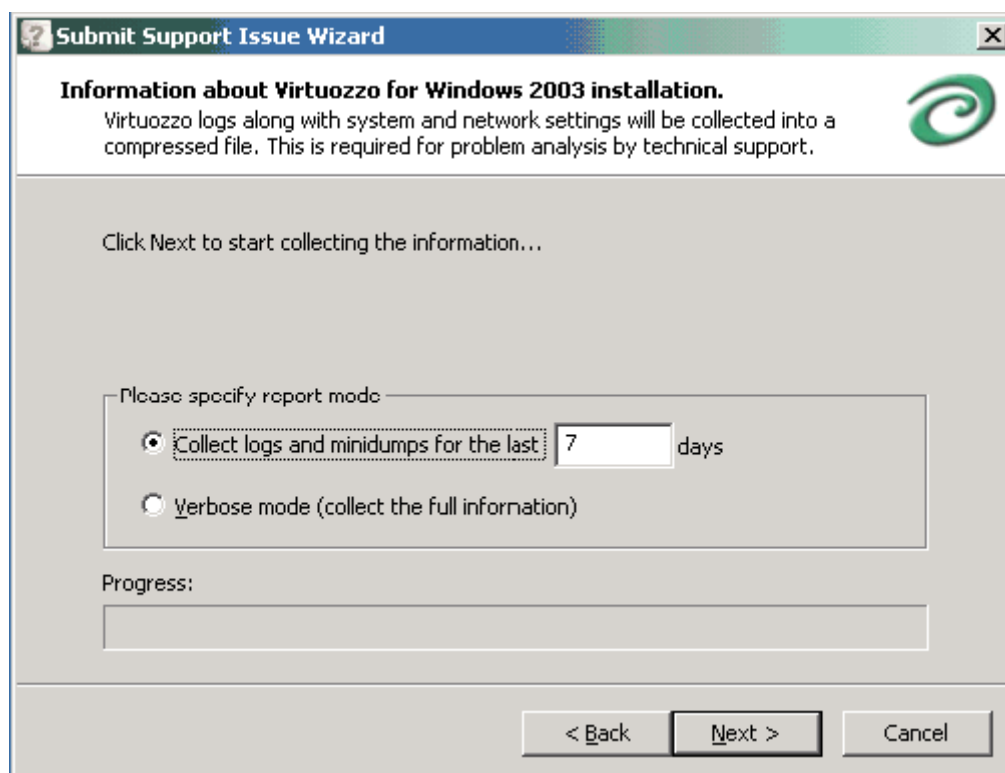 Submit Support Issue Wizard
Information about Virtuozzo for Windows 2003 installation.
Virtuozzo logs along with system and network settings will be collected into a
compressed file. This is required for problem analysis by technical support.
Click Next to start collecting the information...
Please specify report mode
Collect logs and minidumps for the last 7 days
Verbose mode (collect the full information)
Progress:
< Back Next > Cancel